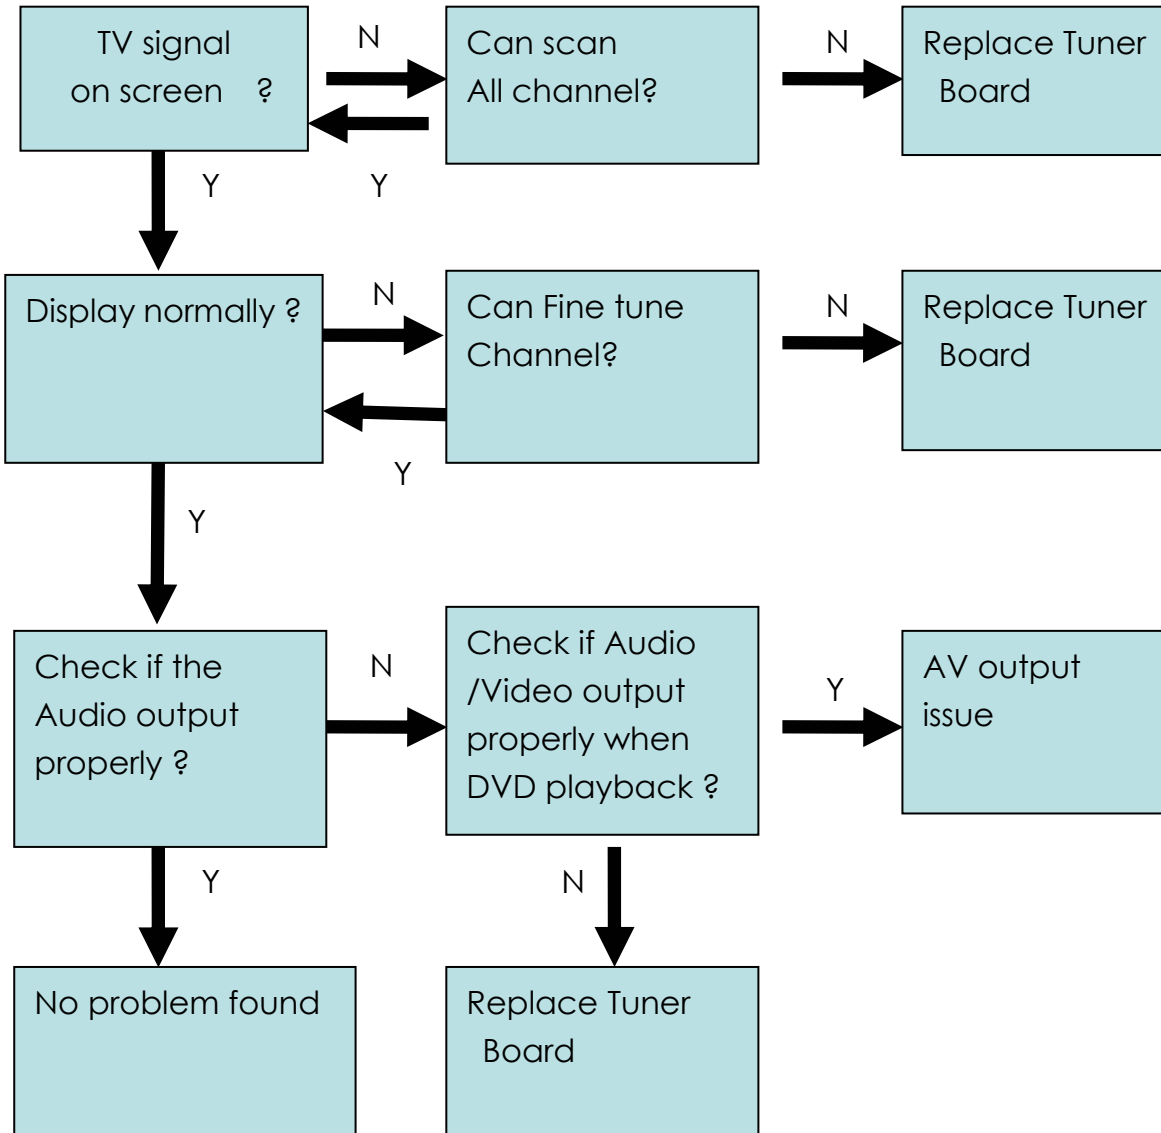 TV signal
on screen ?
N
Can scan
All channel?
N
Replace Tuner
Board
Y
Y
Display normally ?
N
Can Fine tune
Channel?
N
Replace Tuner
Board
Y
Y
Check if the
Audio output
properly ?
N
Check if Audio
/Video output
properly when
DVD playback ?
Y
AV output
issue
Y
N
No problem found
Replace Tuner
Board